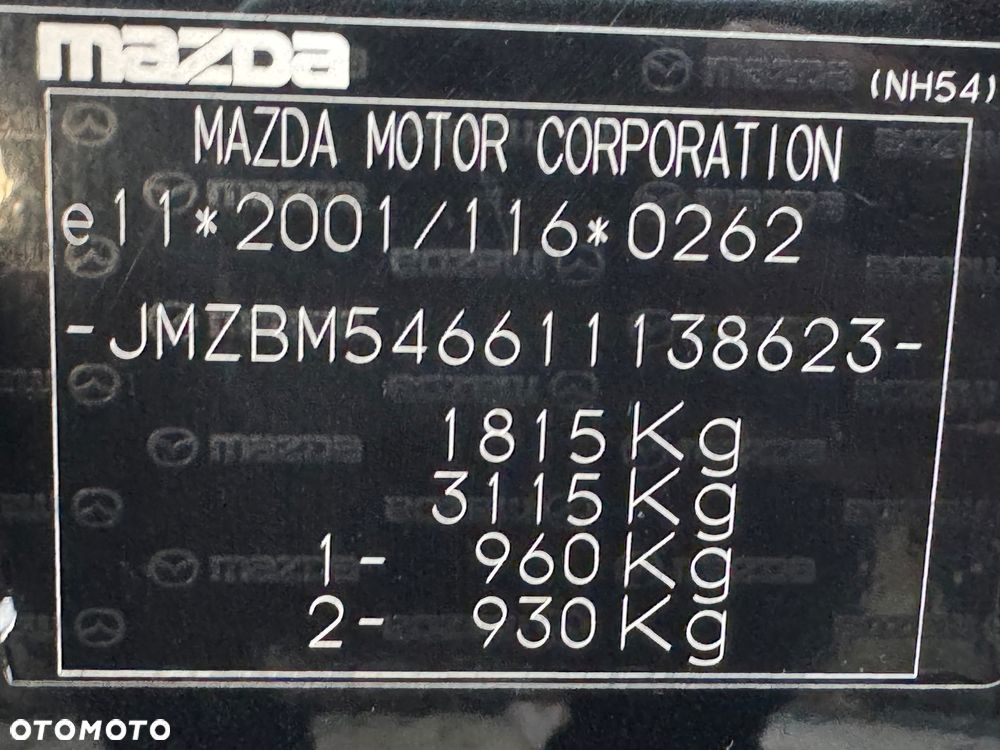 mazda
(NH54)
MAZDA MOTOR CORPORATION
e11*2001/116*0262
-JMZBM546611138623-
1815Kg
3115Kg
1- 960Kg
2- 930Kg
OTOMOTO